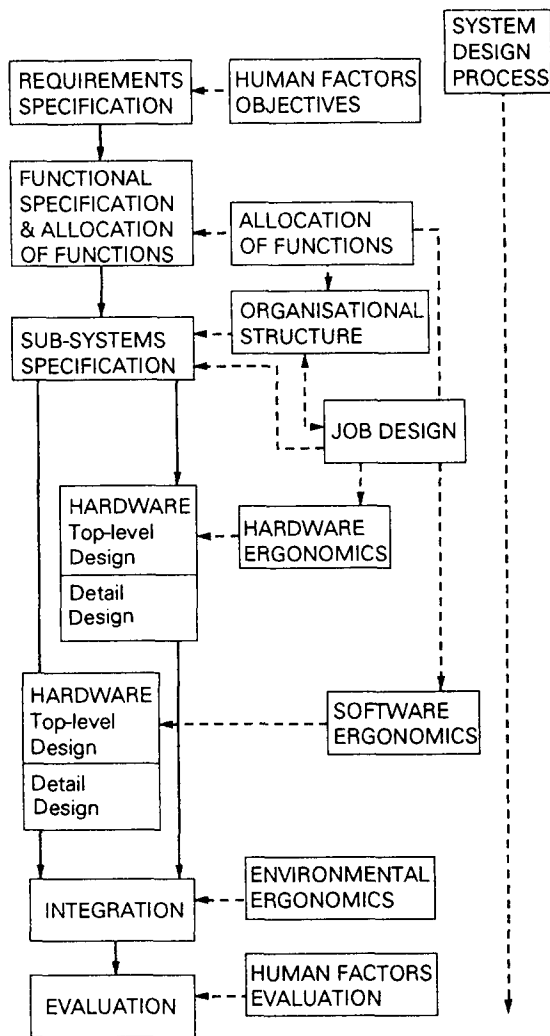 SYSTEM
DESIGN
PROCESS
REQUIREMENTS
SPECIFICATION
HUMAN FACTORS
OBJECTIVES
FUNCTIONAL
SPECIFICATION
& ALLOCATION
OF FUNCTIONS
ALLOCATION
OF FUNCTIONS
ORGANISATIONAL
STRUCTURE
SUB-SYSTEMS
SPECIFICATION
JOB DESIGN
HARDWARE
Top-level
Design
Detail
Design
HARDWARE
ERGONOMICS
HARDWARE
Top-level
Design
Detail
Design
SOFTWARE
ERGONOMICS
ENVIRONMENTAL
ERGONOMICS
INTEGRATION
HUMAN FACTORS
EVALUATION
EVALUATION